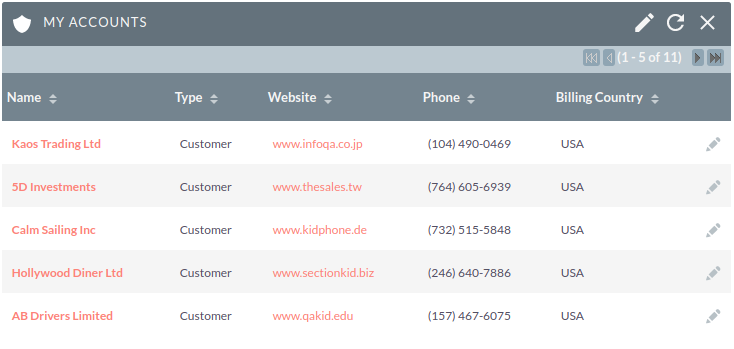 MY ACCOUNTS
(1 - 5 of 11)
Name Type Website Phone Billing Country
Kaos Trading Ltd Customer www.infoqa.co.jp (104) 490-0469 USA
5D Investments Customer www.thesales.tw (764) 605-6939 USA
Calm Sailing Inc Customer www.kidphone.de (732) 515-5848 USA
Hollywood Diner Ltd Customer www.sectionkid.biz (246) 640-7886 USA
AB Drivers Limited Customer www.qakid.edu (157) 467-6075 USA